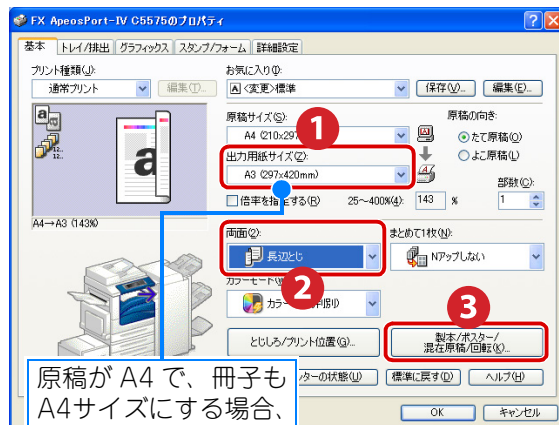 FX ApeosPort-IV C5575のプロパティ
基本 トレイ/排出 グラフィックス スタンプ/フォーム 詳細設定
プリント種類(J): お気に入り(I):
通常プリント 編集(T)... A <変更>標準 保存(V)... 編集(E)...
原稿サイズ(S): 原稿の向き:
A4 (210x297 たて原稿(O)
1
出力用紙サイズ(Z): よこ原稿(L)
A3 (297x420mm) 部数(C):
倍率を指定する(R) 25～400%(4): 143 % 1
A4→A3 (143%)
両面(2): まとめて1枚(N):
長辺とじ Nアップしない
2
3
カラー
とじしろ/プリント位置(G)... 製本/ポスター/
混在原稿/回転(K)...
ターの状態(U) 標準に戻す(D) ヘルプ(H)
原稿が A4 で、冊子も
A4サイズにする場合、
OK キャンセル